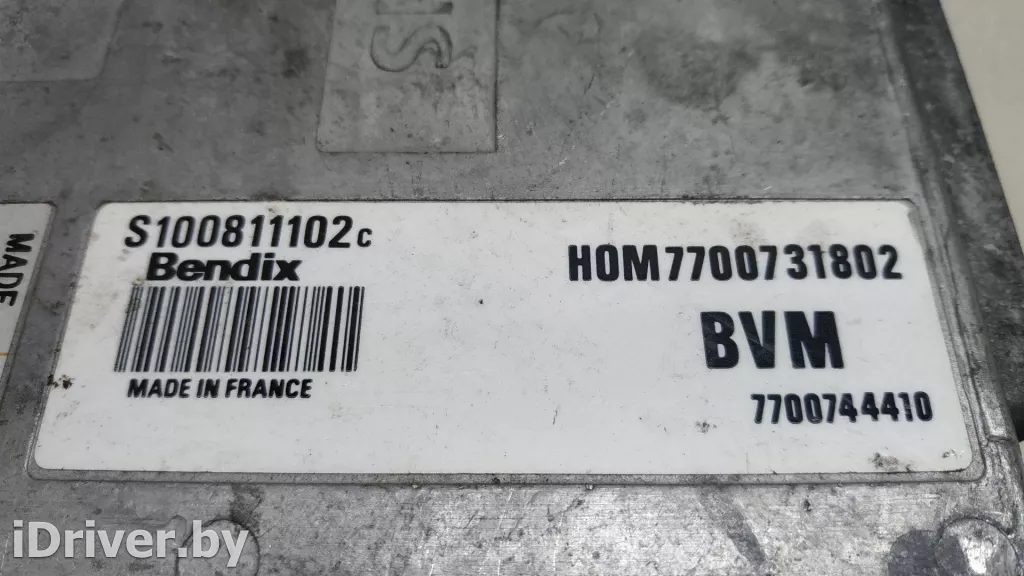 S100811102c
Bendix
MADE IN FRANCE
HOM7700731802
BVM
7700744410
MADE
iDriver.by